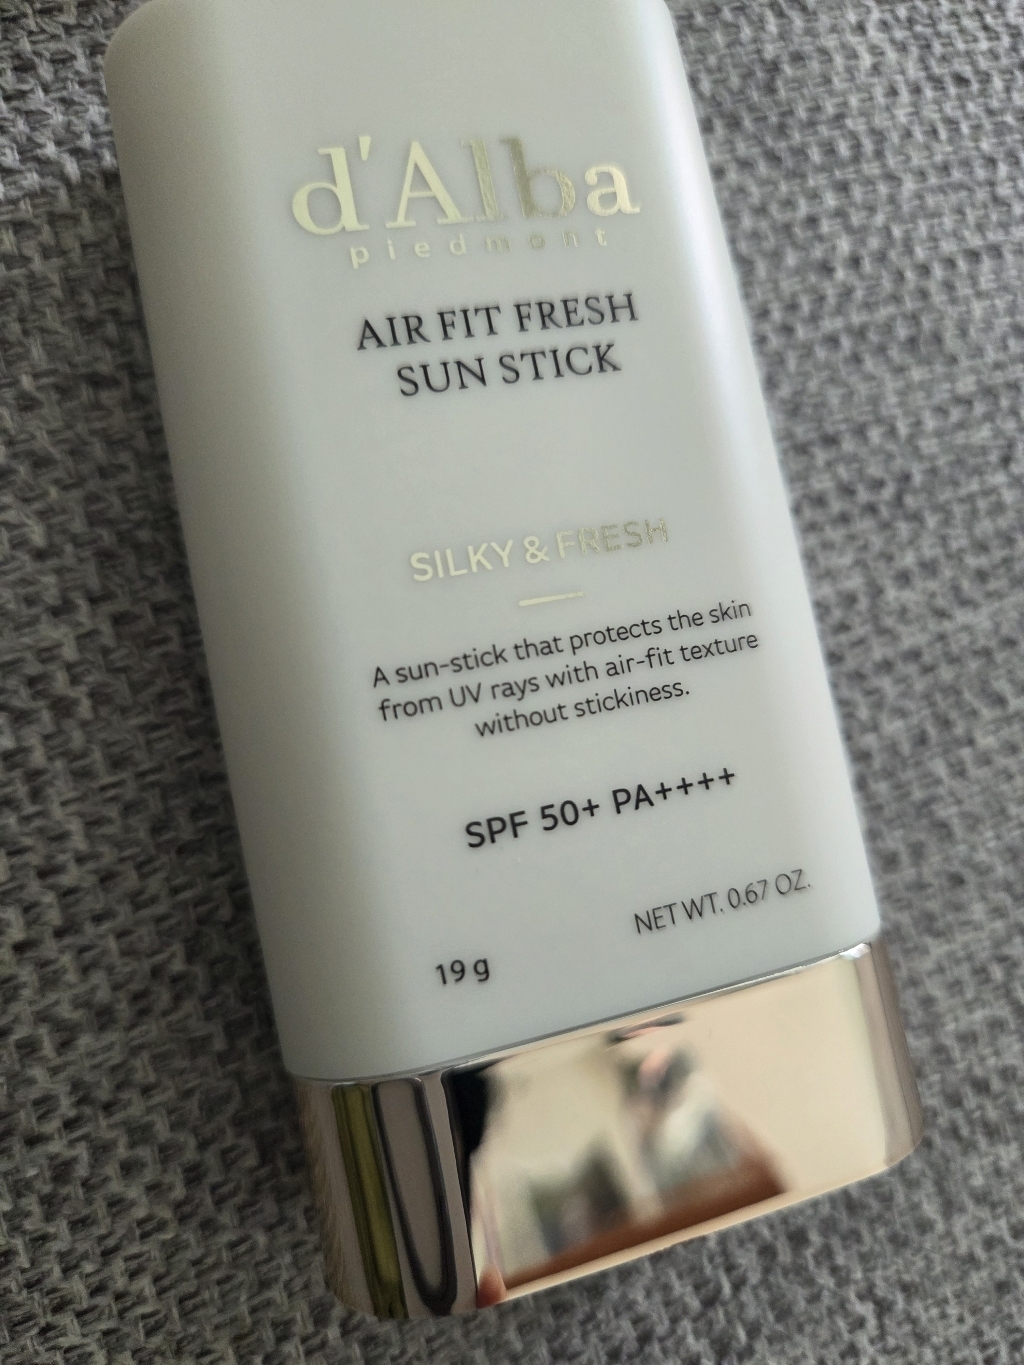 d'Alba
piedmont
AIR FIT FRESH
SUN STICK
SILKY & FRESH
A sun-stick that protects the skin
from UV rays with air-fit texture
without stickiness.
SPF 50+ PA++++
NET WT. 0.67 OZ.
19 g